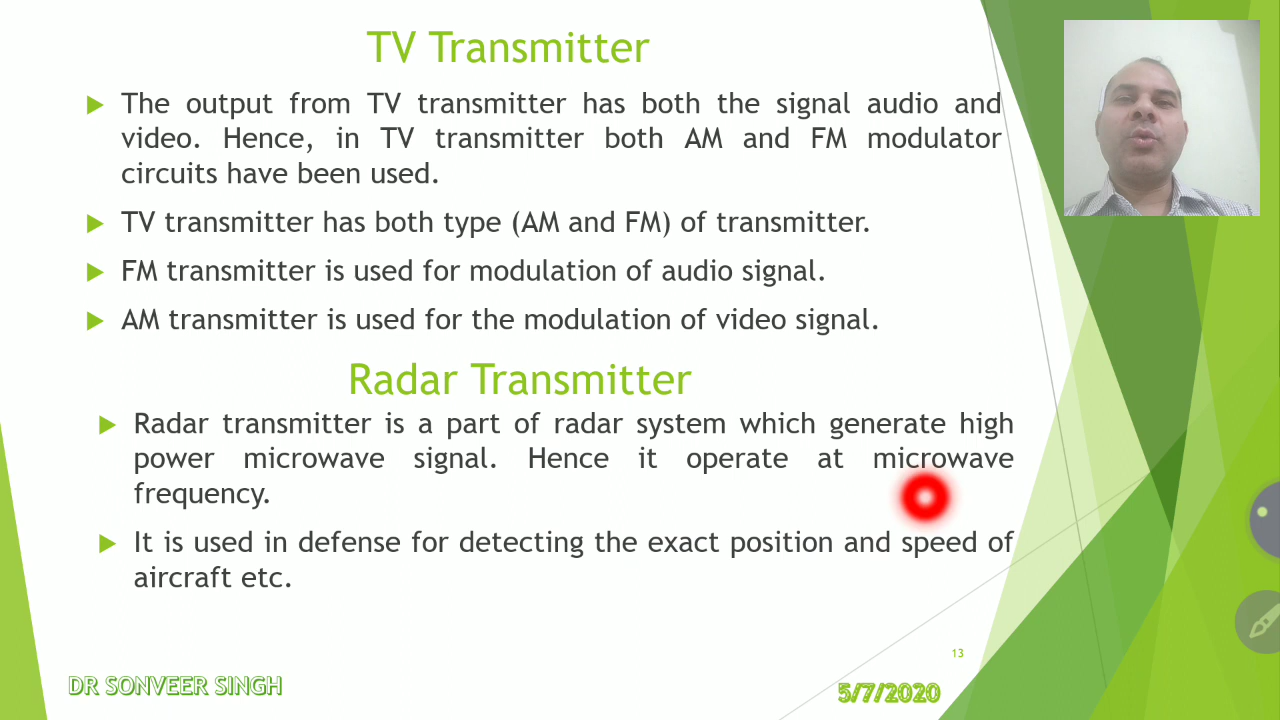 TV Transmitter
The output from TV transmitter has both the signal audio and
video. Hence, in TV transmitter both AM and FM modulator
circuits have been used.
TV transmitter has both type (AM and FM) of transmitter.
FM transmitter is used for modulation of audio signal.
AM transmitter is used for the modulation of video signal.
Radar Transmitter
Radar transmitter is a part of radar system which generate high
power microwave signal. Hence it operate at microwave
frequency.
It is used in defense for detecting the exact position and speed of
aircraft etc.
13
DR SONVEER SINGH
5/7/2020